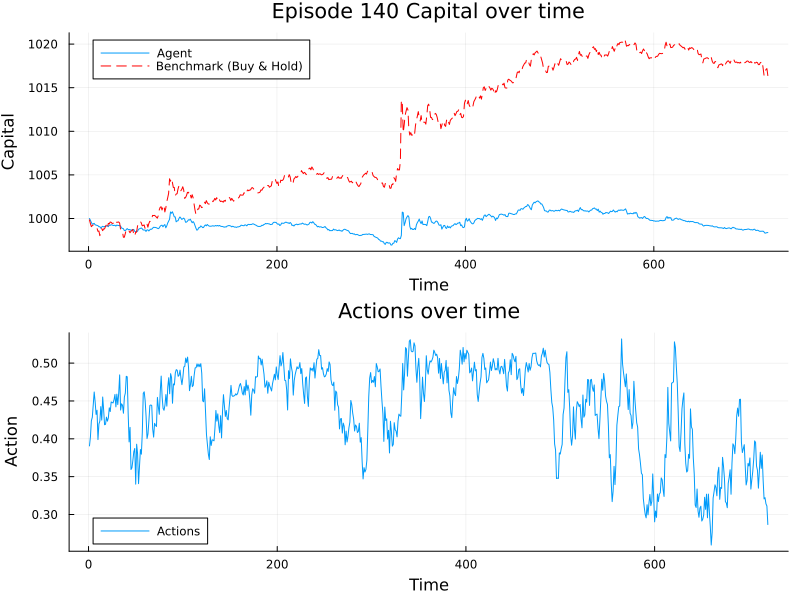 Episode 140 Capital over time
1020
1015
1010
1005
1000
Capital
Agent
Benchmark (Buy & Hold)
0
200
400
600
Time
Actions over time
0.50
0.45
0.40
0.35
0.30
Action
Actions
0
200
400
600
Time